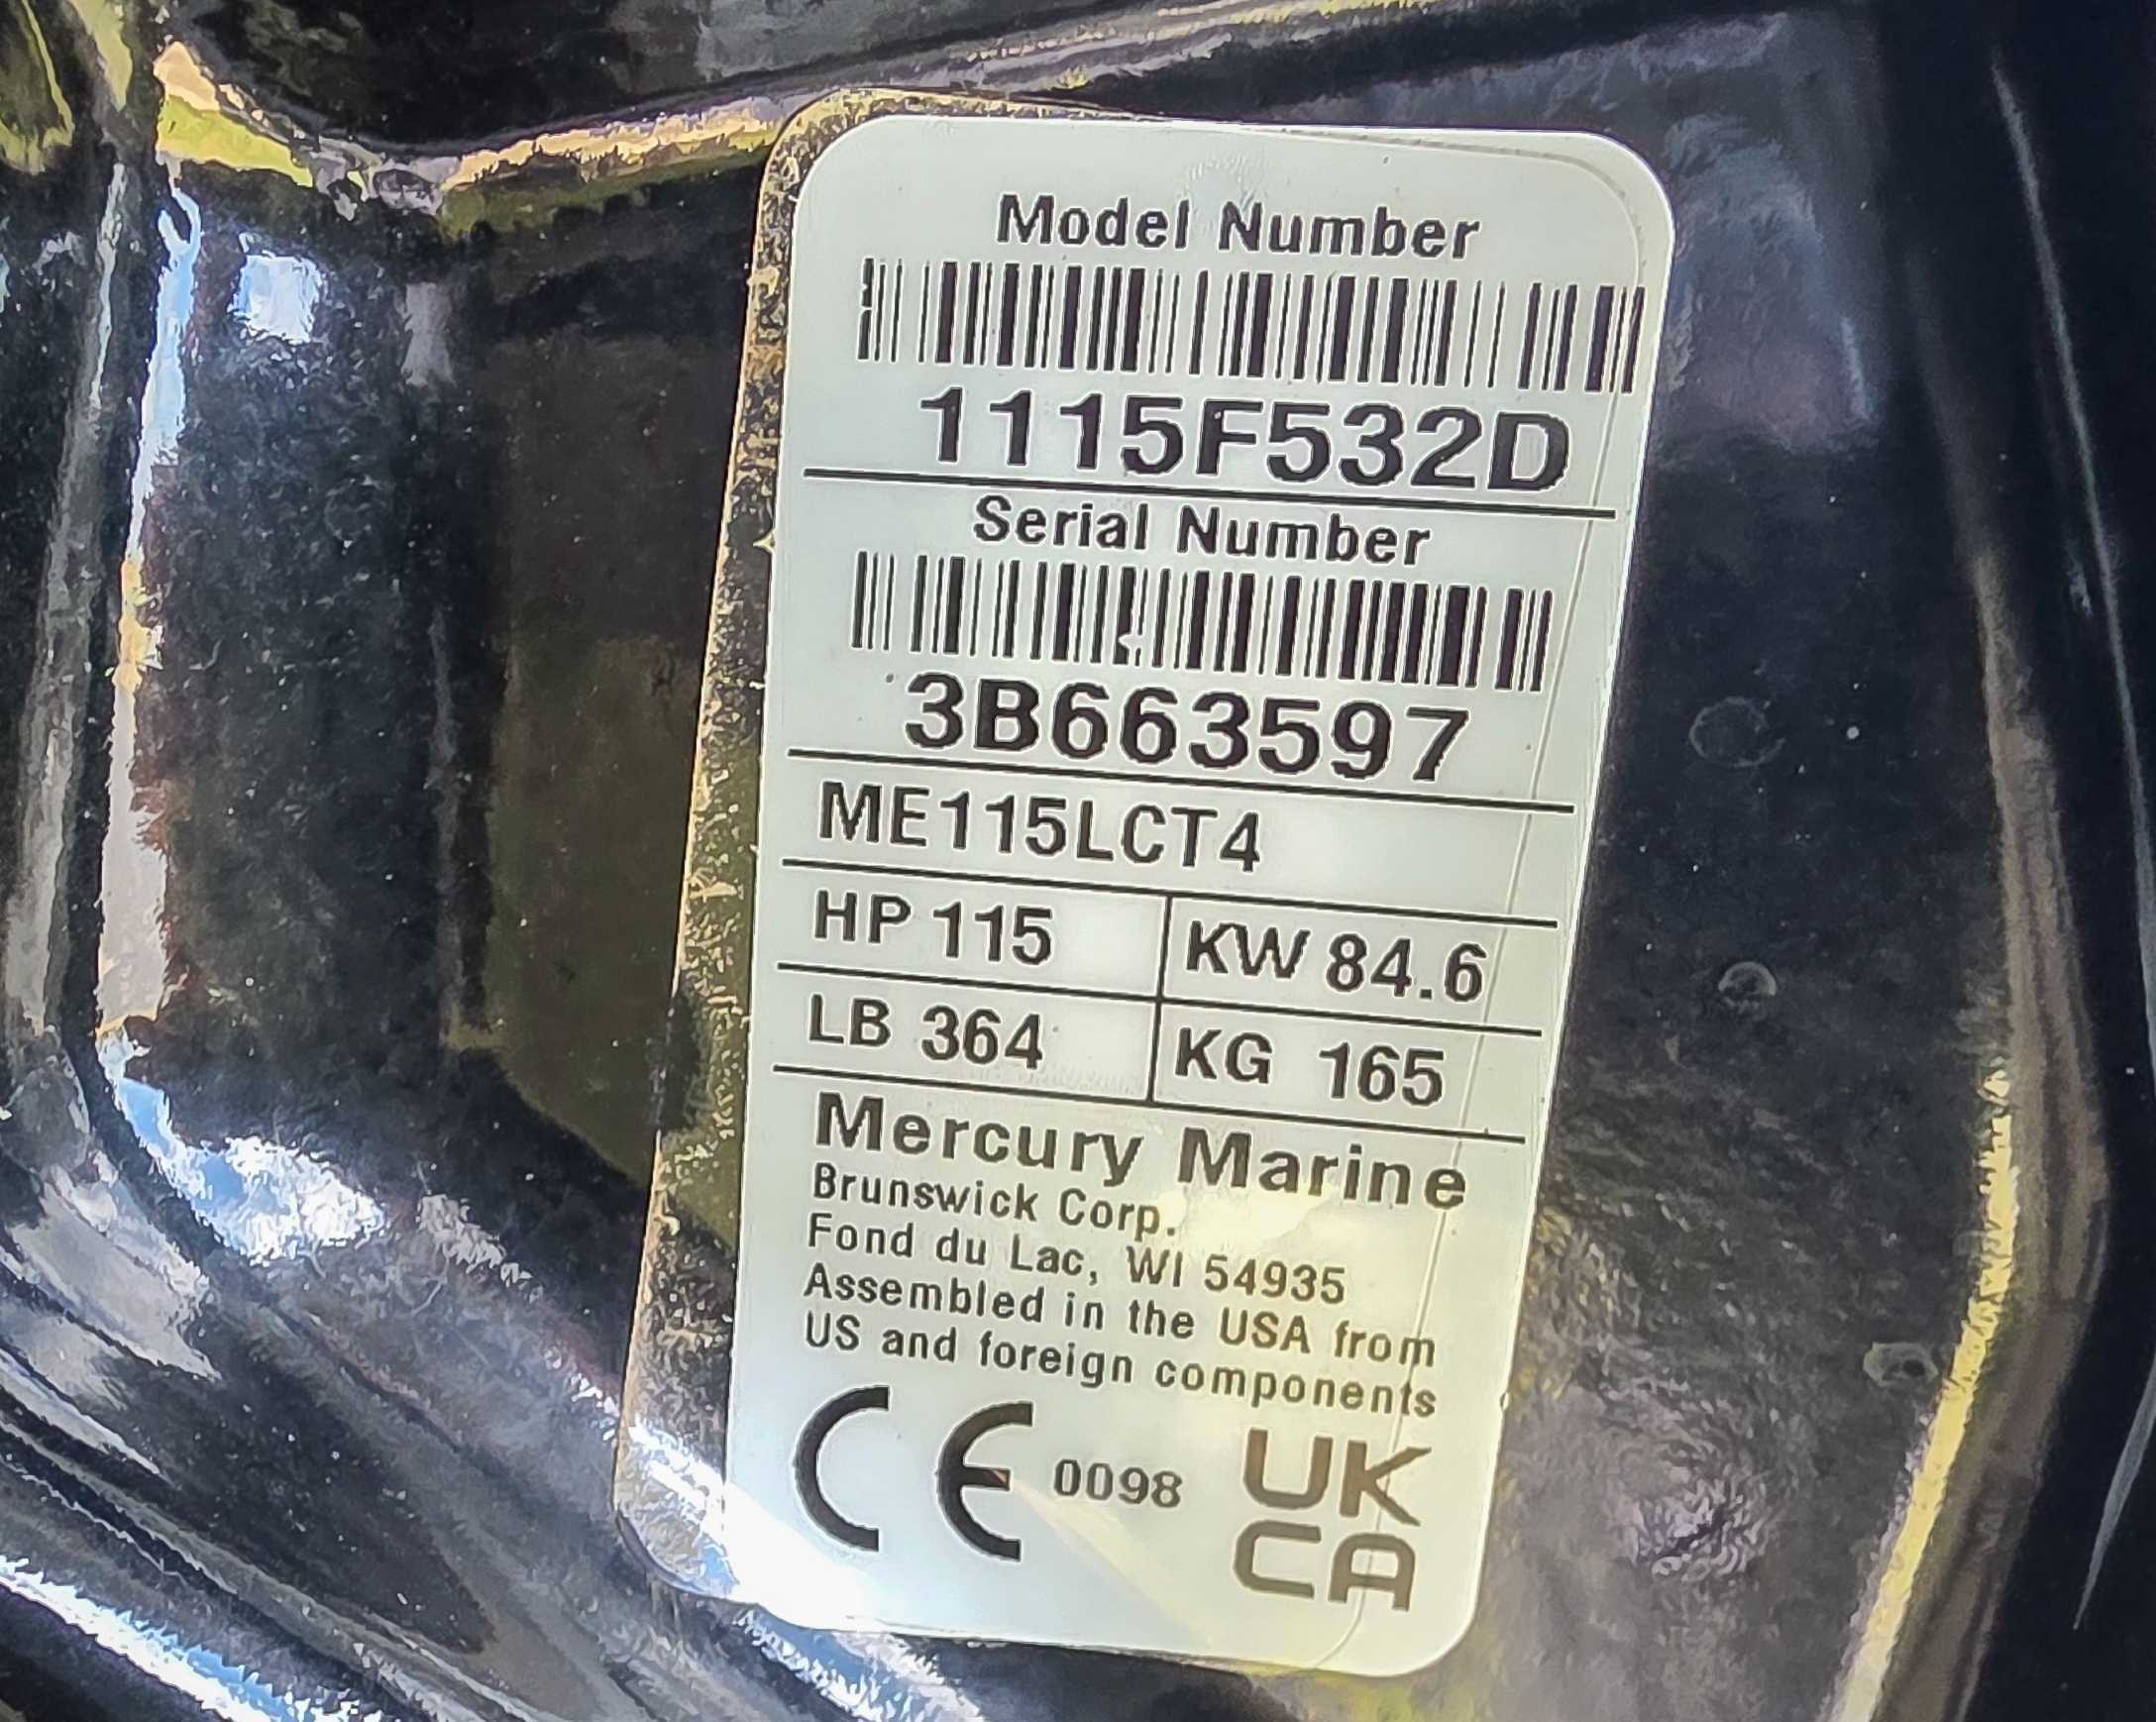 Model Number
1115F532D
Serial Number
3B663597
ME115LCT4
HP 115 KW 84.6
LB 364 KG 165
Mercury Marine
Brunswick Corp.
Fond du Lac, WI 54935
Assembled in the USA from
US and foreign components
CE 0098 UK
CA